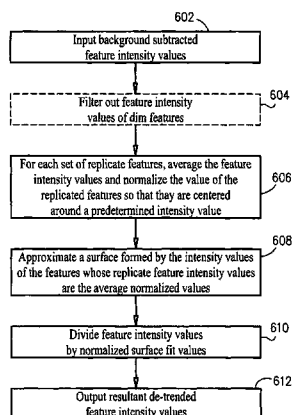 602
Input background subtracted
feature intensity values
604
Filter out feature intensity
values of dim features
For each set of replicate features, average the feature
intensity values and normalize the value of the
replicated features so that thay are centered
around a predetermined intensity value
606
608
Approximate a surface formed by the intensity values
of the features whose replicate feature intensity values
are the average normalized values
610
Divide feature intensity values
by normalized surface fit values
612
Output resultant de-trended
feature intensity values